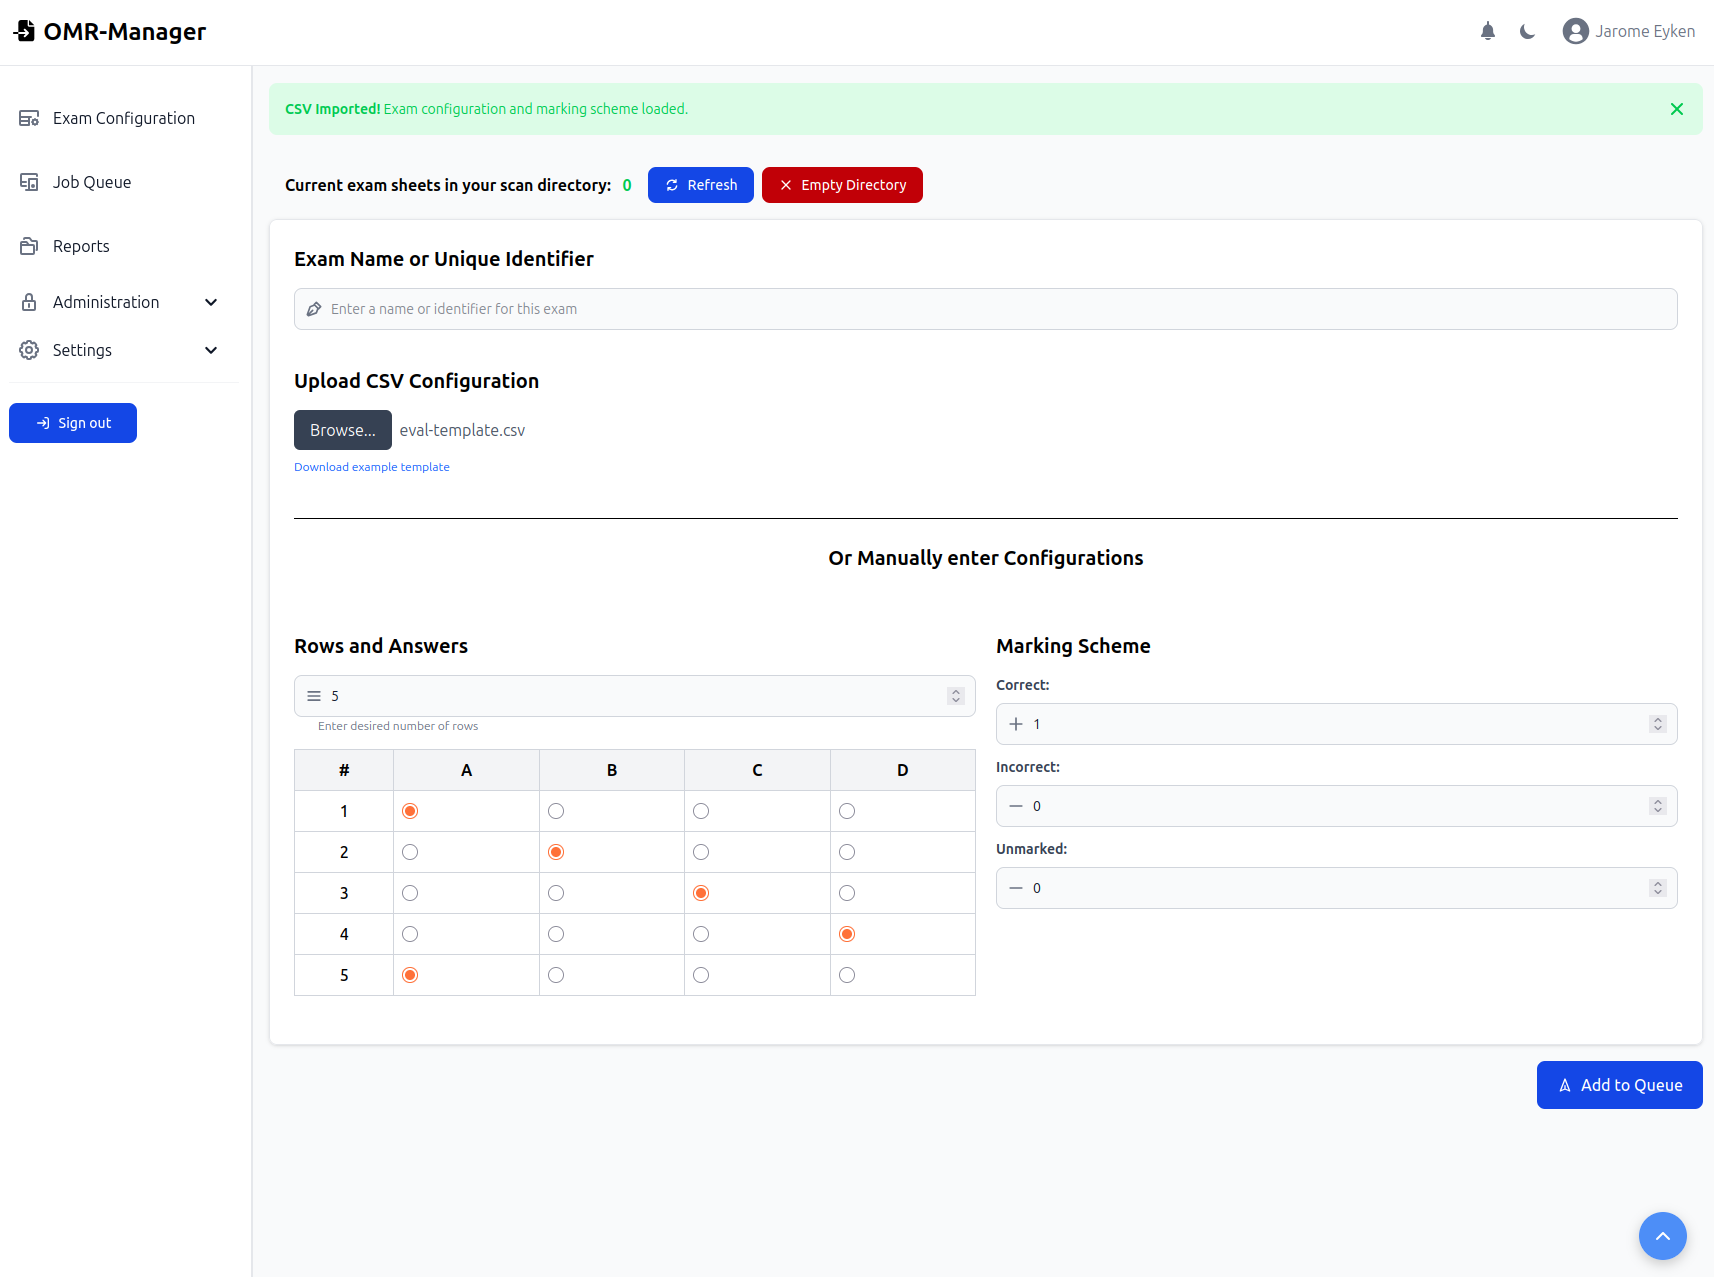 OMR-Manager
Jarome Eyken
Exam Configuration
Job Queue
Reports
Administration
Settings
Sign out
CSV Imported! Exam configuration and marking scheme loaded.
Current exam sheets in your scan directory: 0 Refresh Empty Directory
Exam Name or Unique Identifier
Enter a name or identifier for this exam
Upload CSV Configuration
Browse... eval-template.csv
Download example template
Or Manually enter Configurations
Rows and Answers
5
Enter desired number of rows
# A B C D
1
2
3
4
5
Marking Scheme
Correct:
1
Incorrect:
0
Unmarked:
0
Add to Queue